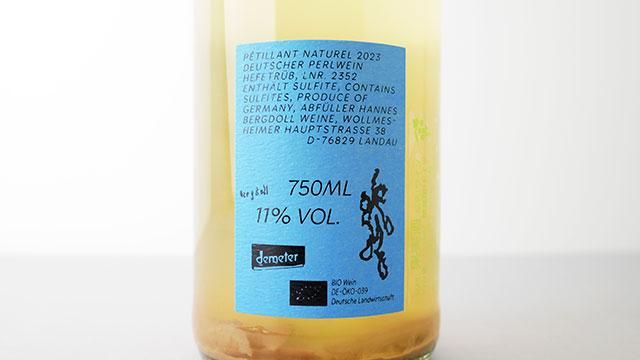 PÉTILLANT NATUREL 2023
DEUTSCHER PERLWEIN
HEFETRÜB, LNR. 2352
ENTHÄLT SULFITE, CONTAINS
SULFITES, PRODUCE OF
GERMANY, ABFÜLLER HANNES
BERGDOLL WEINE, WOLLMES-
HEIMER HAUPTSTRASSE 38
D-76829 LANDAU
750ML
11% VOL.
demeter
BIO Wein
DE-ÖKO-039
Deutsche Landwirtschaft